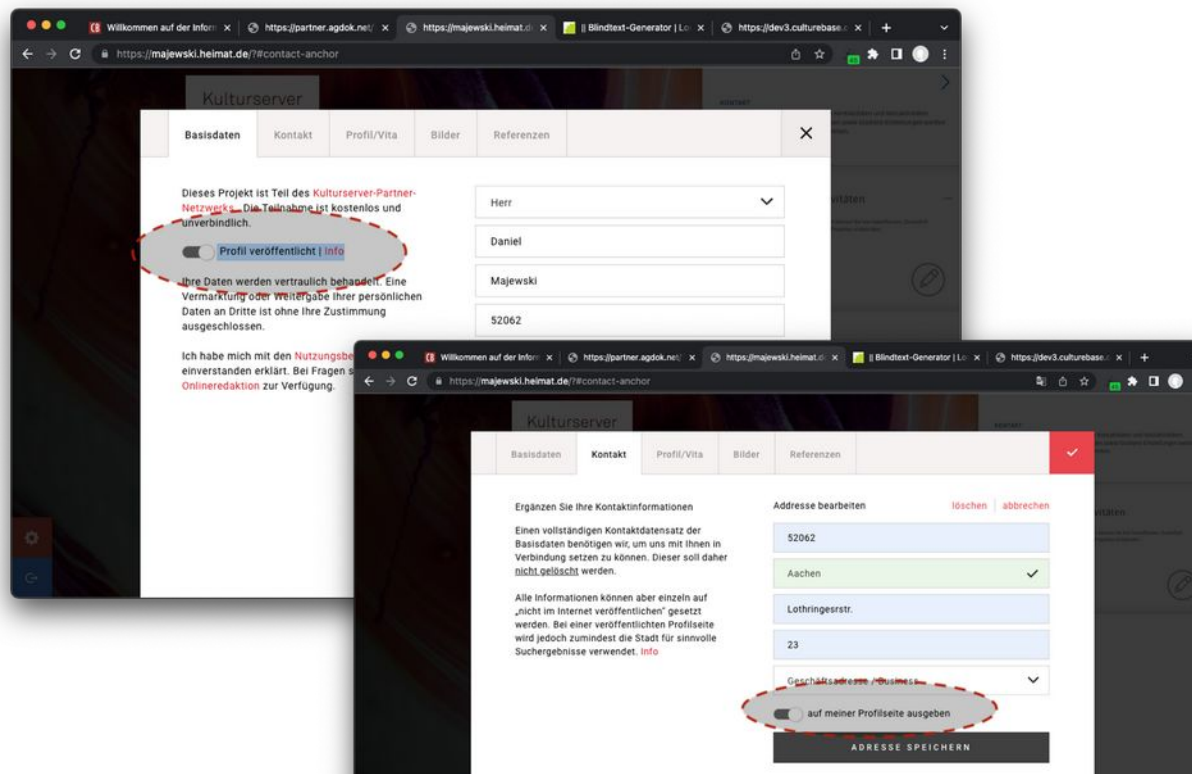 Willkommen auf der Inform
https://partner.agdok.net/
https://majewski.heimat.d
|| Blindtext-Generator | Lo
https://dev3.culturebase.c
https://majewski.heimat.de/?#contact-anchor
Kulturserver
KONTAKT
Basisdaten
Kontakt
Profil/Vita
Bilder
Referenzen
Dieses Projekt ist Teil des Kulturserver-Partner-
Netzwerks . Die Teilnahme ist kostenlos und
unverbindlich.
Profil veröffentlicht | Info
Ihre Daten werden vertraulich behandelt. Eine
Vermarktung oder Weitergabe Ihrer persönlichen
Daten an Dritte ist ohne Ihre Zustimmung
ausgeschlossen.
Ich habe mich mit den Nutzungsbe
einverstanden erklärt. Bei Fragen s
Onlineredaktion zur Verfügung.
Herr
Daniel
Majewski
52062
vitäten
Willkommen auf der Inform
https://partner.agdok.net/
https://majewski.heimat.d
|| Blindtext-Generator | Lo
https://dev3.culturebase.c
https://majewski.heimat.de/?#contact-anchor
Kulturserver
KONTAKT
Basisdaten
Kontakt
Profil/Vita
Bilder
Referenzen
Ergänzen Sie Ihre Kontaktinformationen
Einen vollständigen Kontaktdatensatz der
Basisdaten benötigen wir, um uns mit Ihnen in
Verbindung setzen zu können. Dieser soll daher
nicht gelöscht werden.
Alle Informationen können aber einzeln auf
„nicht im Internet veröffentlichen" gesetzt
werden. Bei einer veröffentlichten Profilseite
wird jedoch zumindest die Stadt für sinnvolle
Suchergebnisse verwendet. Info
Addresse bearbeiten
löschen
abbrechen
52062
Aachen
Lothringesrstr.
23
Geschäftsadresse / Business
auf meiner Profilseite ausgeben
ADRESSE SPEICHERN
vitäten